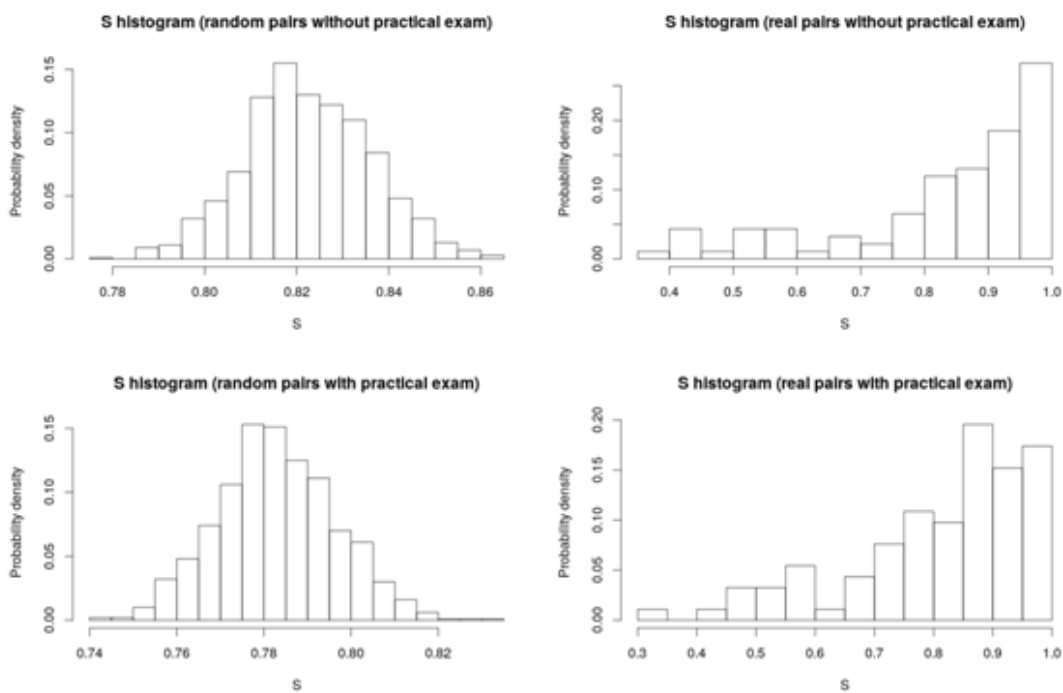 S histogram (random pairs without practical exam)
Probability density
0.00 0.05 0.10 0.15
0.78 0.80 0.82 0.84 0.86
S
S histogram (real pairs without practical exam)
Probability density
0.00 0.10 0.20
0.4 0.5 0.6 0.7 0.8 0.9 1.0
S
S histogram (random pairs with practical exam)
Probability density
0.00 0.05 0.10 0.15
0.74 0.76 0.78 0.80 0.82
S
S histogram (real pairs with practical exam)
Probability density
0.00 0.05 0.10 0.15 0.20
0.3 0.4 0.5 0.6 0.7 0.8 0.9 1.0
S